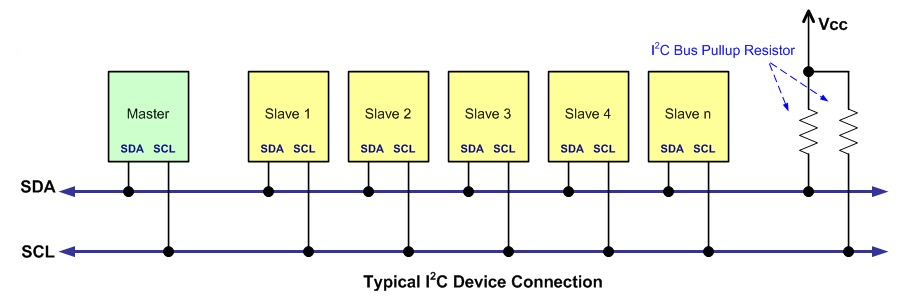 Vcc
I²C Bus Pullup Resistor
Master
Slave 1
Slave 2
Slave 3
Slave 4
Slave n
SDA SCL
SDA SCL
SDA SCL
SDA SCL
SDA SCL
SDA SCL
SDA
SCL
Typical I²C Device Connection